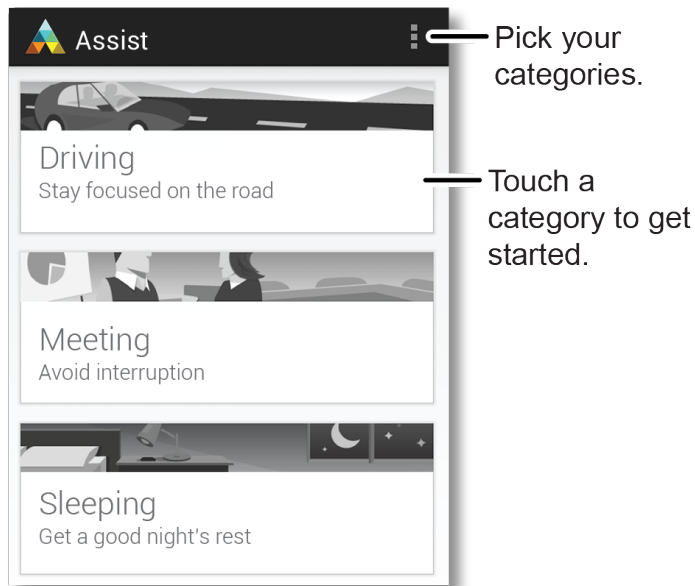 Assist
Pick your
categories.
Driving
Stay focused on the road
Touch a
category to get
started.
Meeting
Avoid interruption
Sleeping
Get a good night's rest